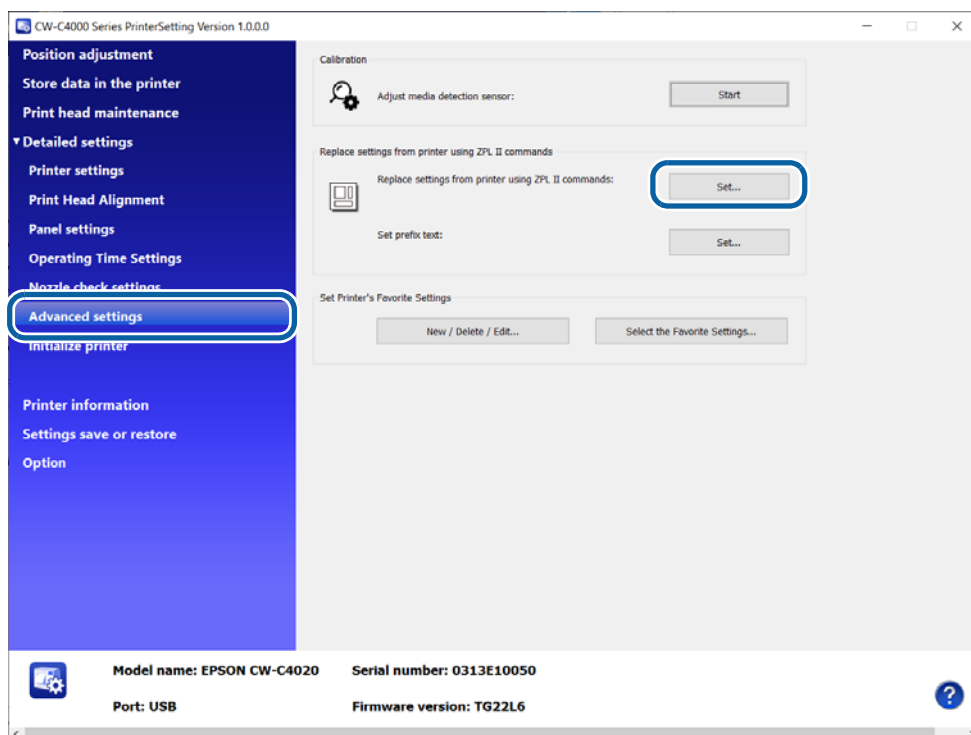 CW-C4000 Series PrinterSetting Version 1.0.0.0
Position adjustment
Store data in the printer
Print head maintenance
Detailed settings
Printer settings
Print Head Alignment
Panel settings
Operating Time Settings
Nozzle check settings
Advanced settings
Initialize printer
Printer information
Settings save or restore
Option
Calibration
Adjust media detection sensor:
Start
Replace settings from printer using ZPL II commands
Replace settings from printer using ZPL II commands:
Set...
Set prefix text:
Set...
Set Printer's Favorite Settings
New / Delete / Edit...
Select the Favorite Settings...
Model name: EPSON CW-C4020
Serial number: 0313E10050
Port: USB
Firmware version: TG22L6
?